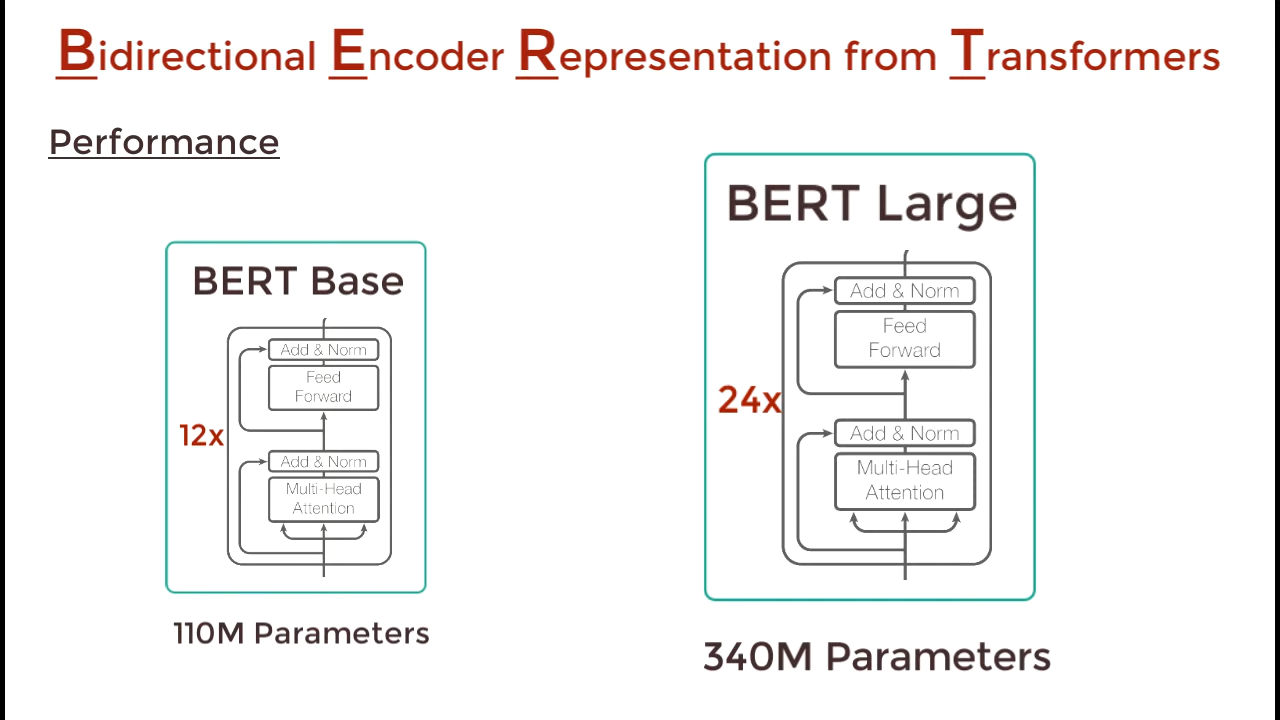 Bidirectional Encoder Representation from Transformers
Performance
BERT Base
Add & Norm
Feed
Forward
12x
Add & Norm
Multi-Head
Attention
110M Parameters
BERT Large
Add & Norm
Feed
Forward
24x
Add & Norm
Multi-Head
Attention
340M Parameters